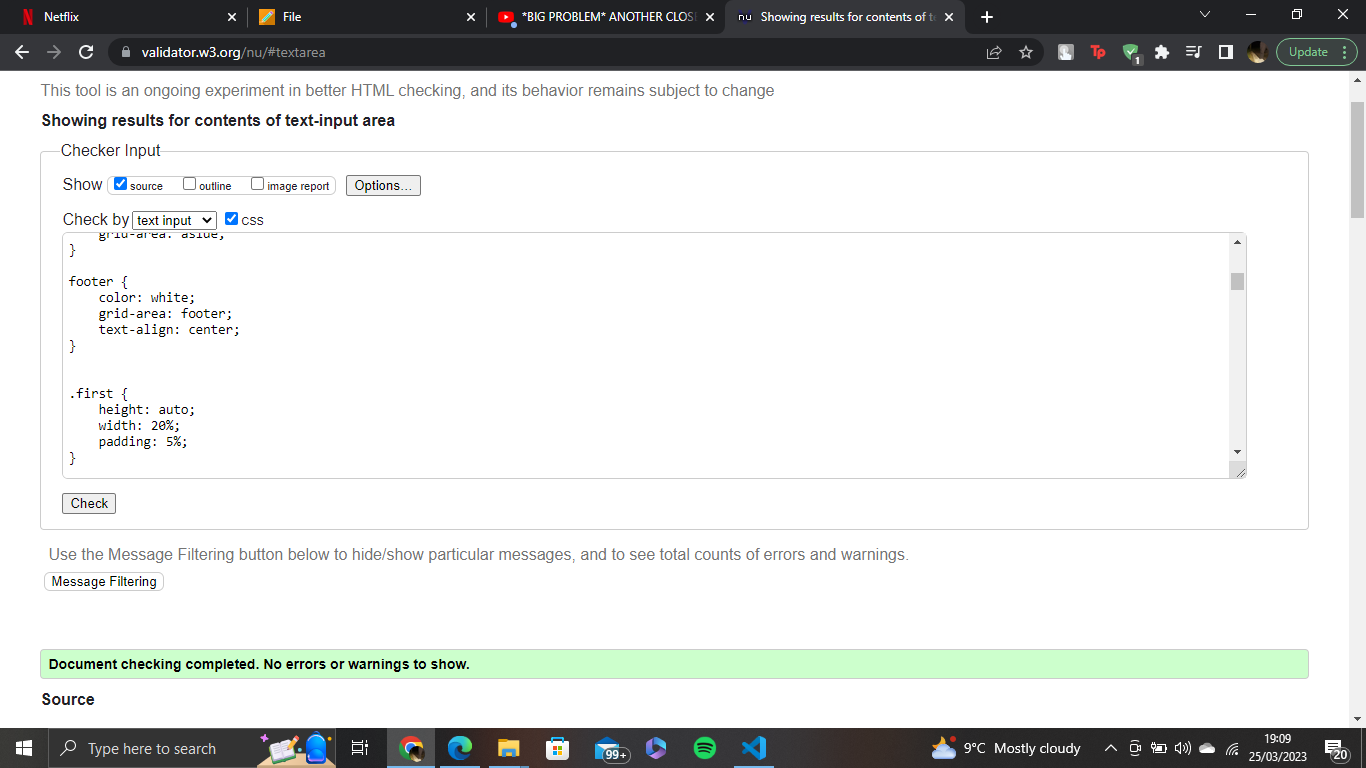 Netflix
File
*BIG PROBLEM* ANOTHER CLOSE
nu Showing results for contents of te
validator.w3.org/nu/#textarea
Tp
1
Update
This tool is an ongoing experiment in better HTML checking, and its behavior remains subject to change
Showing results for contents of text-input area
Checker Input
Show source outline image report Options...
Check by text input css
grid-area: aside;
}
footer {
color: white;
grid-area: footer;
text-align: center;
}
.first {
height: auto;
width: 20%;
padding: 5%;
}
Check
Use the Message Filtering button below to hide/show particular messages, and to see total counts of errors and warnings.
Message Filtering
Document checking completed. No errors or warnings to show.
Source
Type here to search
99+
9°C Mostly cloudy
19:09
25/03/2023
20